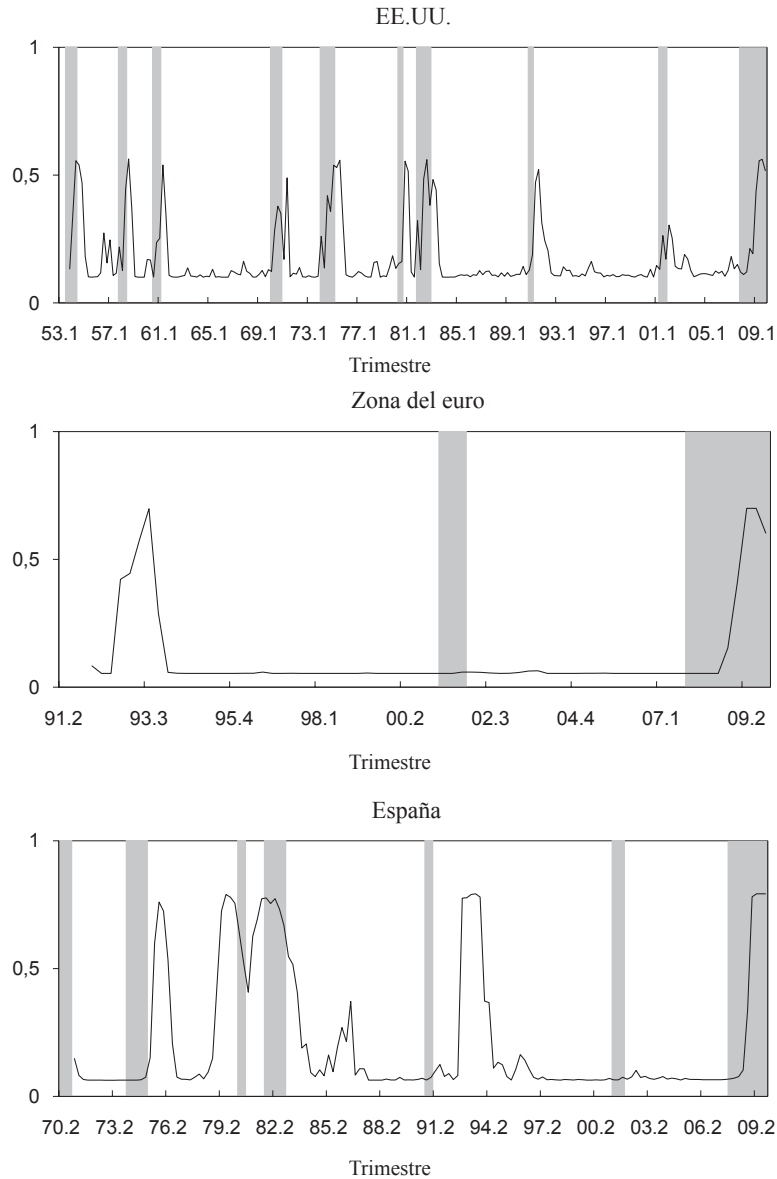 EE.UU.
1
0,5
0
53.1 57.1 61.1 65.1 69.1 73.1 77.1 81.1 85.1 89.1 93.1 97.1 01.1 05.1 09.1
Trimestre
Zona del euro
1
0,5
0
91.2 93.3 95.4 98.1 00.2 02.3 04.4 07.1 09.2
Trimestre
España
1
0,5
0
70.2 73.2 76.2 79.2 82.2 85.2 88.2 91.2 94.2 97.2 00.2 03.2 06.2 09.2
Trimestre